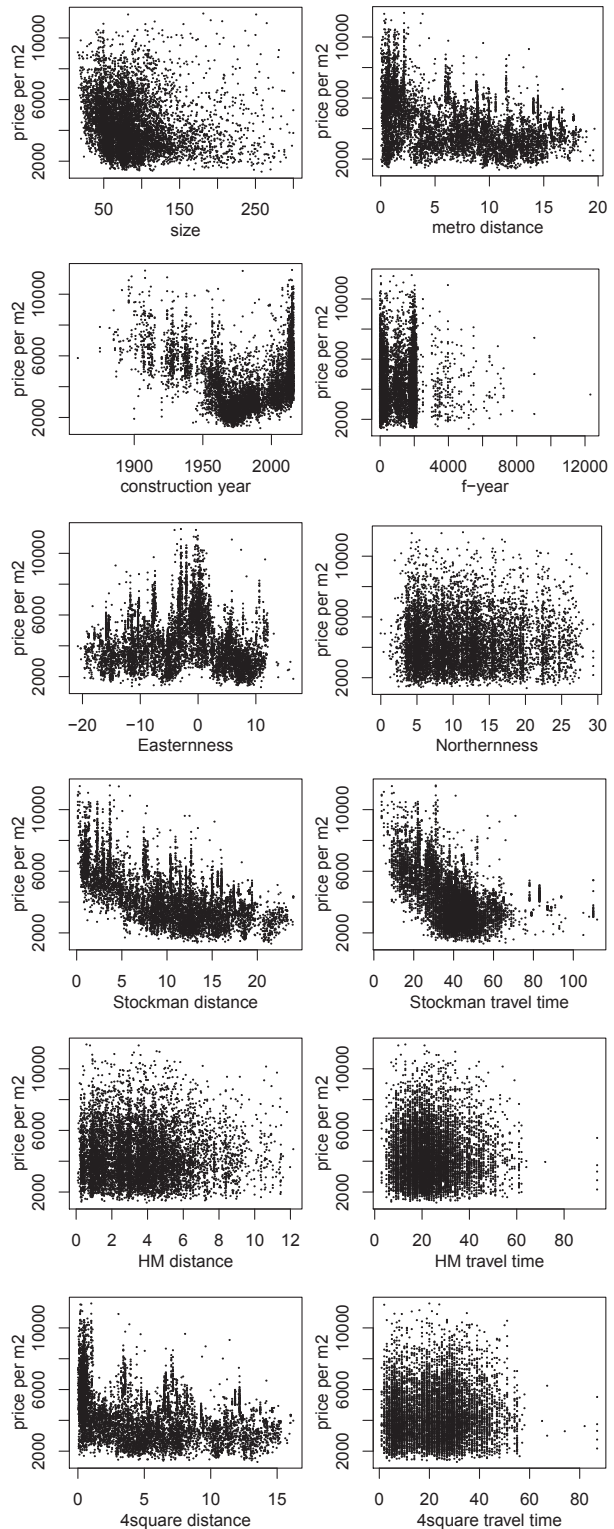 price per m2
2000 6000 10000
50 150 250
size
price per m2
2000 6000 10000
0 5 10 15 20
metro distance
price per m2
2000 6000 10000
1900 1950 2000
construction year
price per m2
2000 6000 10000
0 4000 8000 12000
f−year
price per m2
2000 6000 10000
−20 −10 0 10
Easternness
price per m2
2000 6000 10000
0 5 10 15 20 25 30
Northernness
price per m2
2000 6000 10000
0 5 10 15 20
Stockman distance
price per m2
2000 6000 10000
0 20 40 60 80 100
Stockman travel time
price per m2
2000 6000 10000
0 2 4 6 8 10 12
HM distance
price per m2
2000 6000 10000
0 20 40 60 80
HM travel time
price per m2
2000 6000 10000
0 5 10 15
4square distance
price per m2
2000 6000 10000
0 20 40 60 80
4square travel time